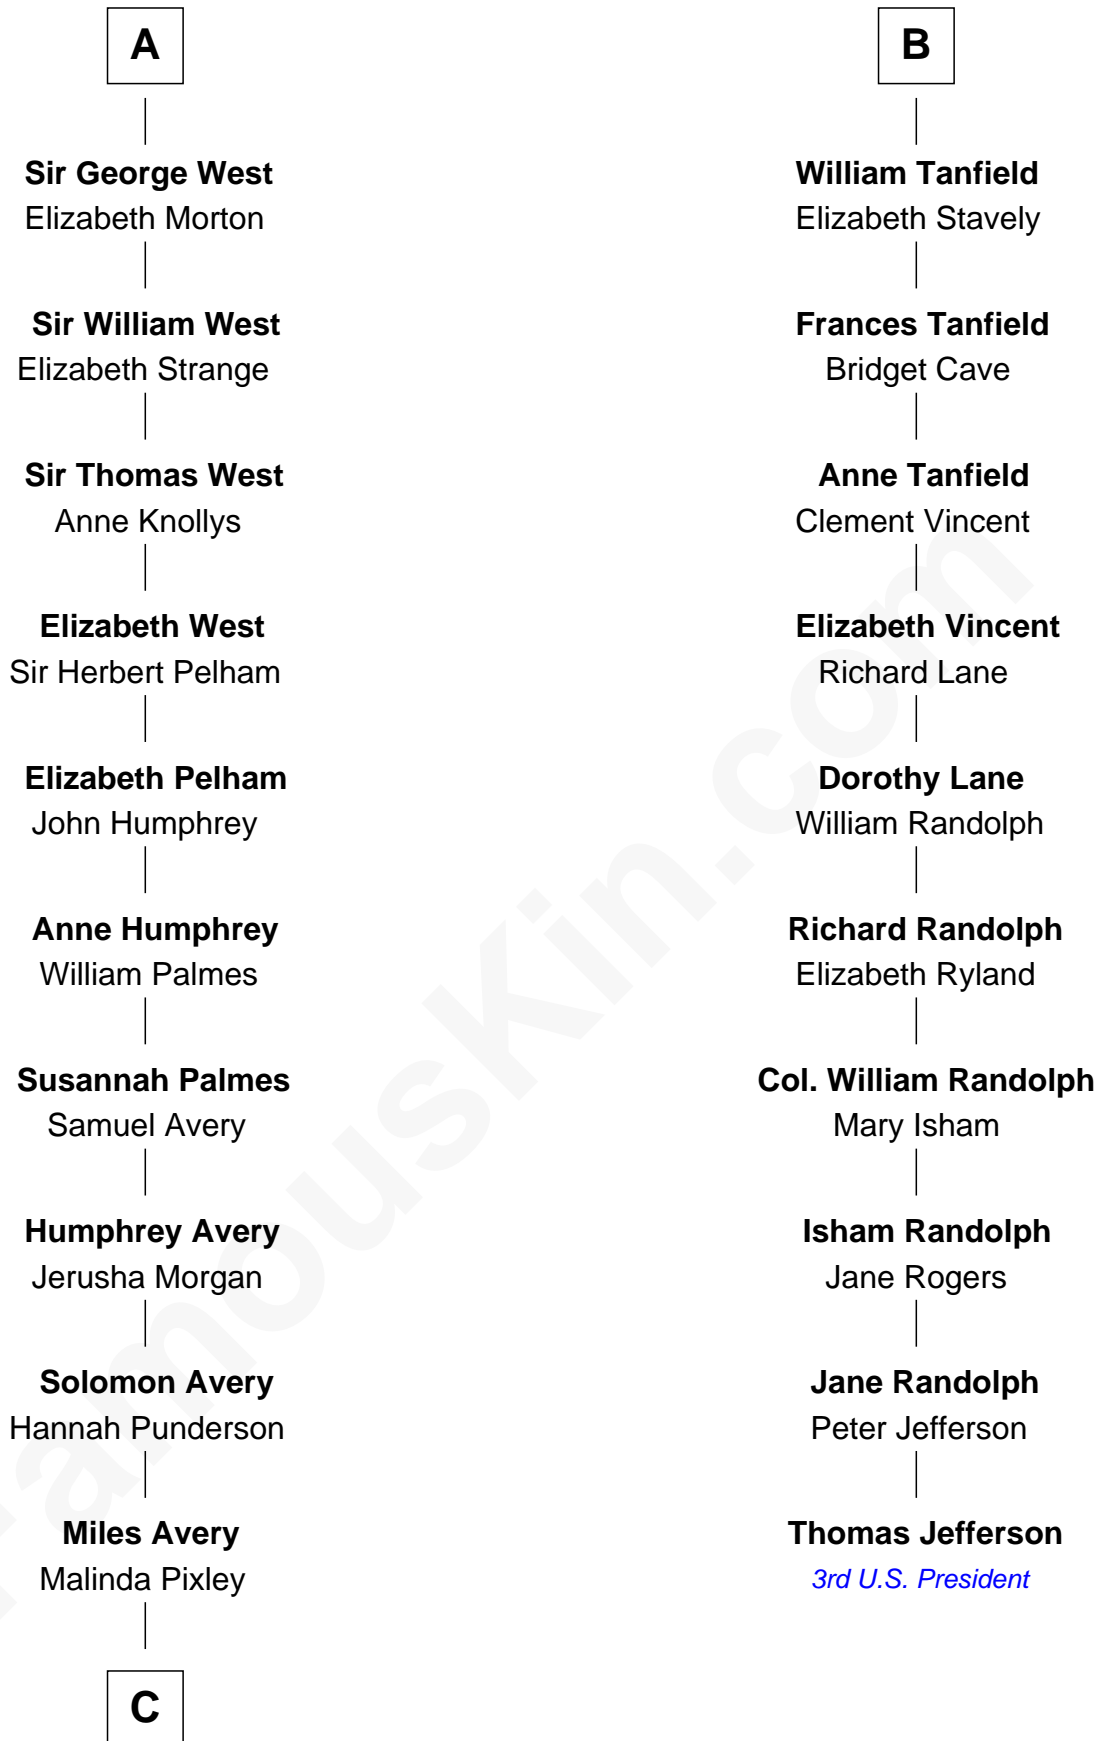 A
Sir George West
Elizabeth Morton
Sir William West
Elizabeth Strange
Sir Thomas West
Anne Knollys
Elizabeth West
Sir Herbert Pelham
Elizabeth Pelham
John Humphrey
Anne Humphrey
William Palmes
Susannah Palmes
Samuel Avery
Humphrey Avery
Jerusha Morgan
Solomon Avery
Hannah Punderson
Miles Avery
Malinda Pixley
C
B
William Tanfield
Elizabeth Stavely
Frances Tanfield
Bridget Cave
Anne Tanfield
Clement Vincent
Elizabeth Vincent
Richard Lane
Dorothy Lane
William Randolph
Richard Randolph
Elizabeth Ryland
Col. William Randolph
Mary Isham
Isham Randolph
Jane Rogers
Jane Randolph
Peter Jefferson
Thomas Jefferson
3rd U.S. President
FamousKin.com